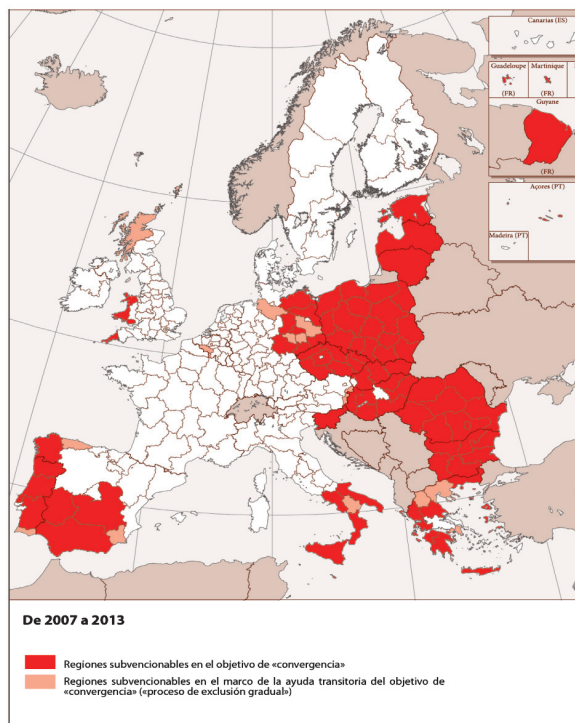 Canarias (ES)
Guadeloupe
(FR)
Martinique
(FR)
Guyane
(FR)
Açores (PT)
Madeira (PT)
De 2007 a 2013
Regiones subvencionables en el objetivo de «convergencia»
Regiones subvencionables en el marco de la ayuda transitoria del objetivo de
«convergencia» («proceso de exclusión gradual»)